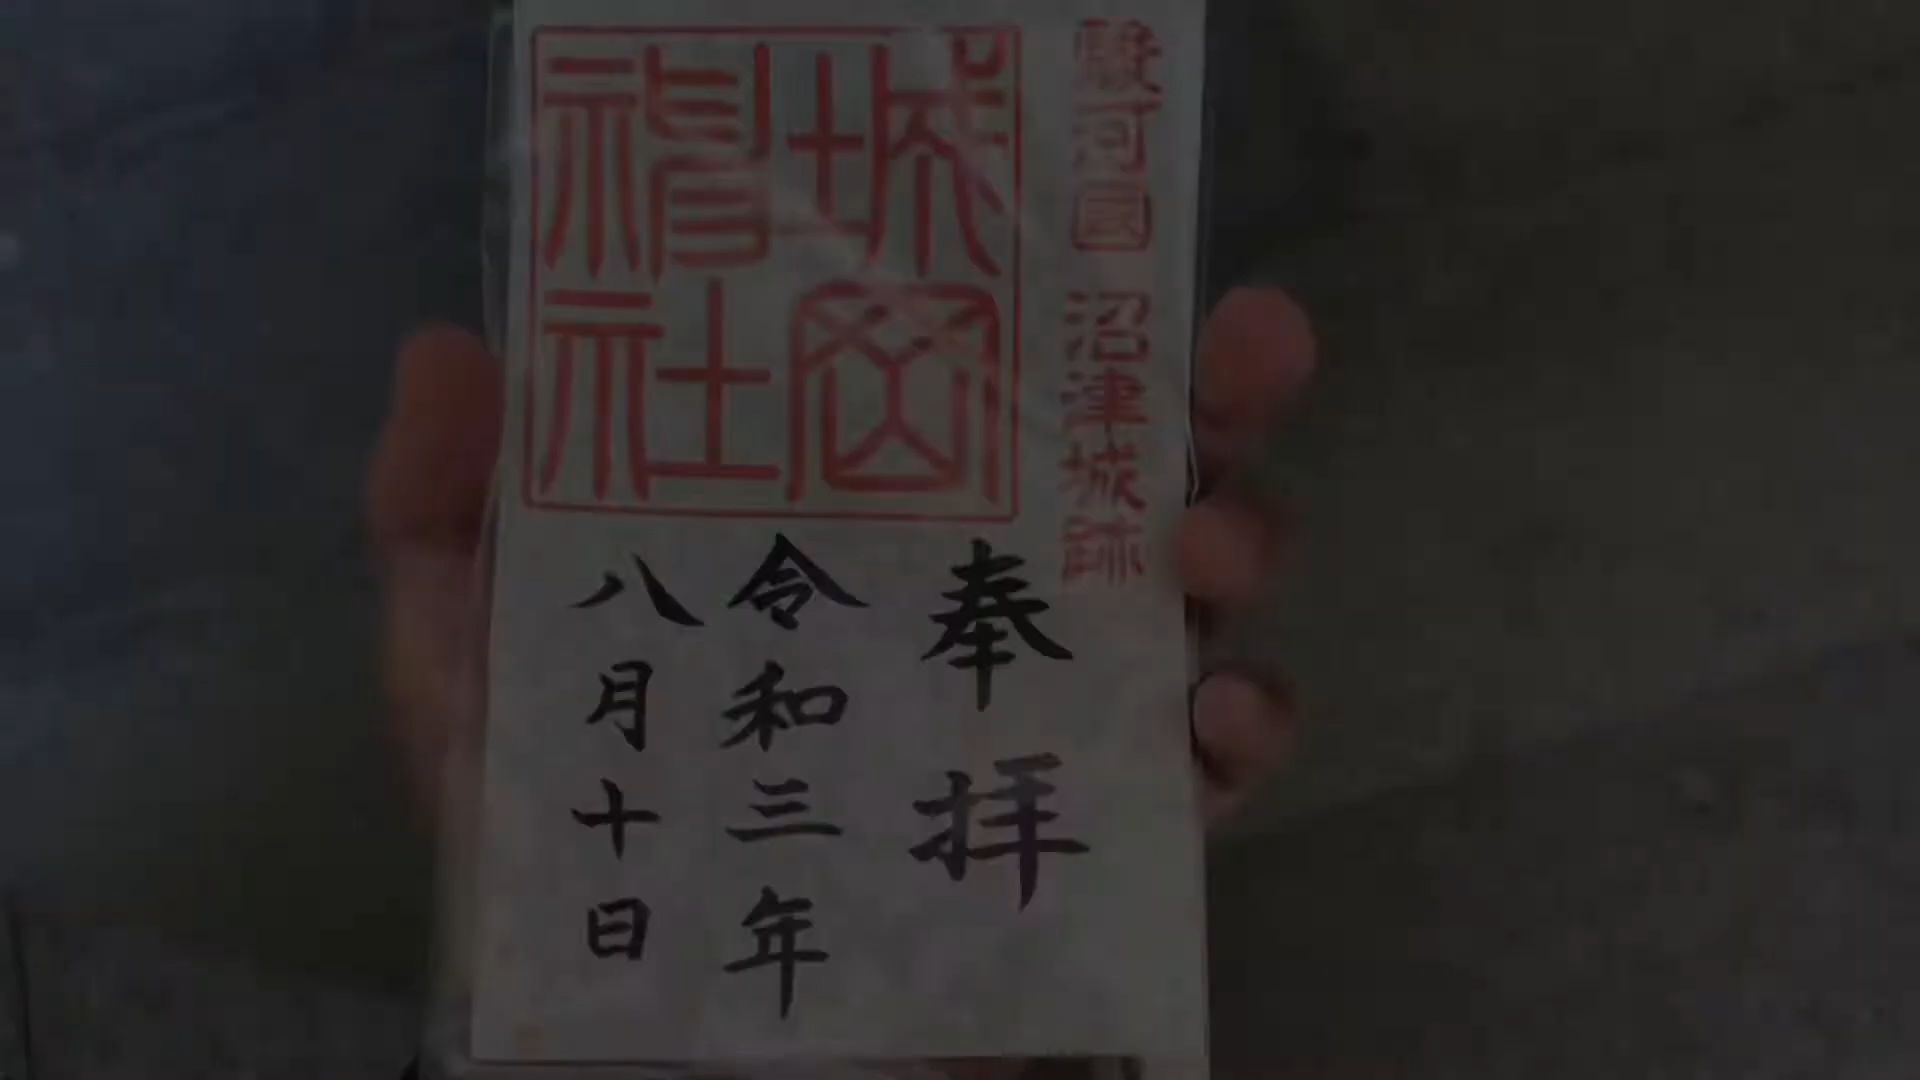 駿河國 沼津城跡
城岡神社
奉拝
令和三年
八月十日